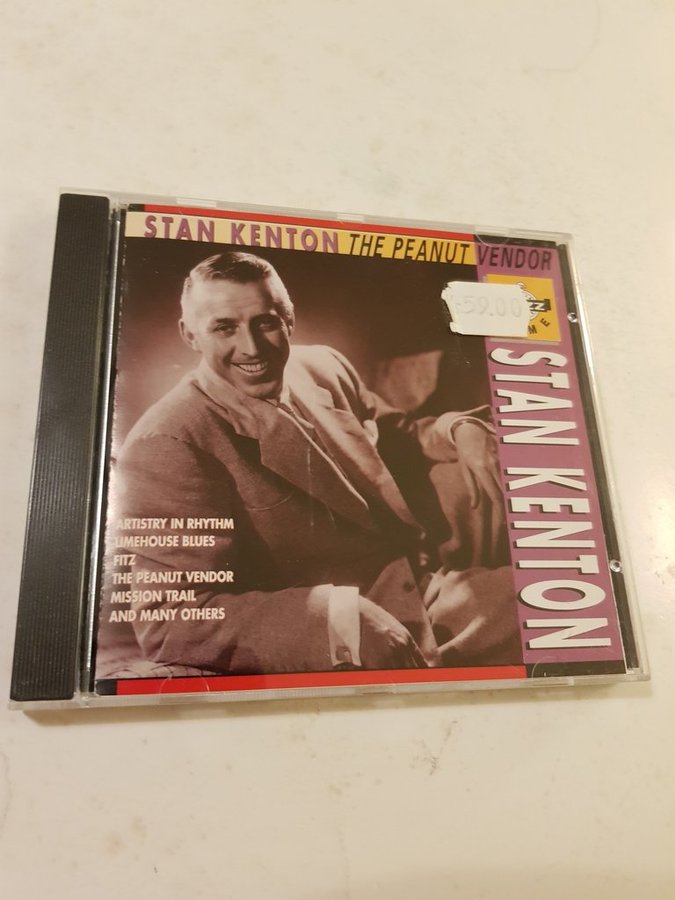 STAN KENTON THE PEANUT VENDOR
59.00
STAN KENTON
ARTISTRY IN RHYTHM
LIMEHOUSE BLUES
FITZ
THE PEANUT VENDOR
MISSION TRAIL
AND MANY OTHERS